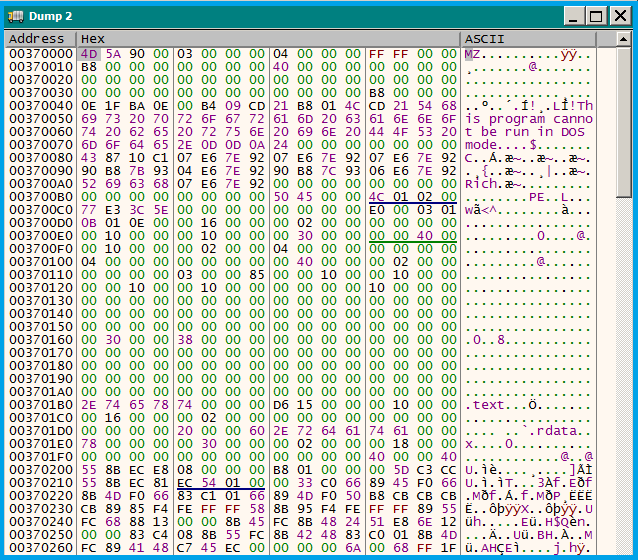 Dump 2
Address Hex ASCII
00370000 4D 5A 90 00 03 00 00 00 04 00 00 00 FF FF 00 00 MZ..........ÿÿ..
00370010 B8 00 00 00 00 00 00 00 40 00 00 00 00 00 00 00 ¸.......@.......
00370020 00 00 00 00 00 00 00 00 00 00 00 00 00 00 00 00 ................
00370030 00 00 00 00 00 00 00 00 00 00 00 00 B8 00 00 00 ............¸...
00370040 0E 1F BA 0E 00 B4 09 CD 21 B8 01 4C CD 21 54 68 ..º..´.Í!¸.LÍ!Th
00370050 69 73 20 70 72 6F 67 72 61 6D 20 63 61 6E 6E 6F is program canno
00370060 74 20 62 65 20 72 75 6E 20 69 6E 20 44 4F 53 20 t be run in DOS
00370070 6D 6F 64 65 2E 0D 0D 0A 24 00 00 00 00 00 00 00 mode....$.......
00370080 43 87 10 C1 07 E6 7E 92 07 E6 7E 92 07 E6 7E 92 C..Á.æ~..æ~..æ~.
00370090 90 B8 7B 93 04 E6 7E 92 90 B8 7C 93 06 E6 7E 92 .¸{..æ~..¸|..æ~.
003700A0 52 69 63 68 07 E6 7E 92 00 00 00 00 00 00 00 00 Rich.æ~.........
003700B0 00 00 00 00 00 00 00 00 50 45 00 00 4C 01 02 00 ........PE..L...
003700C0 77 E3 3C 5E 00 00 00 00 00 00 00 00 E0 00 03 01 wã<^........à...
003700D0 0B 01 0E 00 00 16 00 00 00 02 00 00 00 00 00 00 ................
003700E0 00 10 00 00 00 10 00 00 00 30 00 00 00 00 40 00 .........0....@.
003700F0 00 10 00 00 00 02 00 00 04 00 00 00 00 00 00 00 ................
00370100 04 00 00 00 00 00 00 00 00 40 00 00 00 02 00 00 .........@......
00370110 00 00 00 00 03 00 00 85 00 00 10 00 00 10 00 00 ................
00370120 00 00 10 00 00 10 00 00 00 00 00 00 10 00 00 00 ................
00370130 00 00 00 00 00 00 00 00 00 00 00 00 00 00 00 00 ................
00370140 00 00 00 00 00 00 00 00 00 00 00 00 00 00 00 00 ................
00370150 00 00 00 00 00 00 00 00 00 00 00 00 00 00 00 00 ................
00370160 00 30 00 00 38 00 00 00 00 00 00 00 00 00 00 00 .0..8...........
00370170 00 00 00 00 00 00 00 00 00 00 00 00 00 00 00 00 ................
00370180 00 00 00 00 00 00 00 00 00 00 00 00 00 00 00 00 ................
00370190 00 00 00 00 00 00 00 00 00 00 00 00 00 00 00 00 ................
003701A0 00 00 00 00 00 00 00 00 00 00 00 00 00 00 00 00 ................
003701B0 2E 74 65 78 74 00 00 00 D6 15 00 00 00 10 00 00 .text...Ö.......
003701C0 00 16 00 00 00 02 00 00 00 00 00 00 00 00 00 00 ................
003701D0 00 00 00 00 20 00 00 60 2E 72 64 61 74 61 00 00 .... ..`.rdata..
003701E0 78 00 00 00 00 30 00 00 00 02 00 00 00 18 00 00 x....0..........
003701F0 00 00 00 00 00 00 00 00 00 00 00 00 40 00 00 40 ............@..@
00370200 55 8B EC E8 08 00 00 00 B8 01 00 00 00 5D C3 CC U.ìè....¸....]ÃÌ
00370210 55 8B EC 81 EC 54 01 00 00 33 C0 66 89 45 F0 66 U.ì.ìT...3Àf.Eðf
00370220 8B 4D F0 66 83 C1 01 66 89 4D F0 50 B8 CB CB CB .Mðf.Á.f.MðP¸ËËË
00370230 CB 89 85 F4 FE FF FF 58 8B 95 F4 FE FF FF 89 55 Ë..ôþÿÿX..ôþÿÿ.U
00370240 FC 68 88 13 00 00 8B 45 FC 8B 48 24 51 E8 6E 12 üh.....Eü.H$Qèn.
00370250 00 00 83 C4 08 8B 55 FC 8B 42 48 83 C0 01 8B 4D ...Ä..Uü.BH.À..M
00370260 FC 89 41 48 C7 45 EC 00 00 00 00 6A 00 68 FF 1F ü.AHÇEì....j.hÿ.